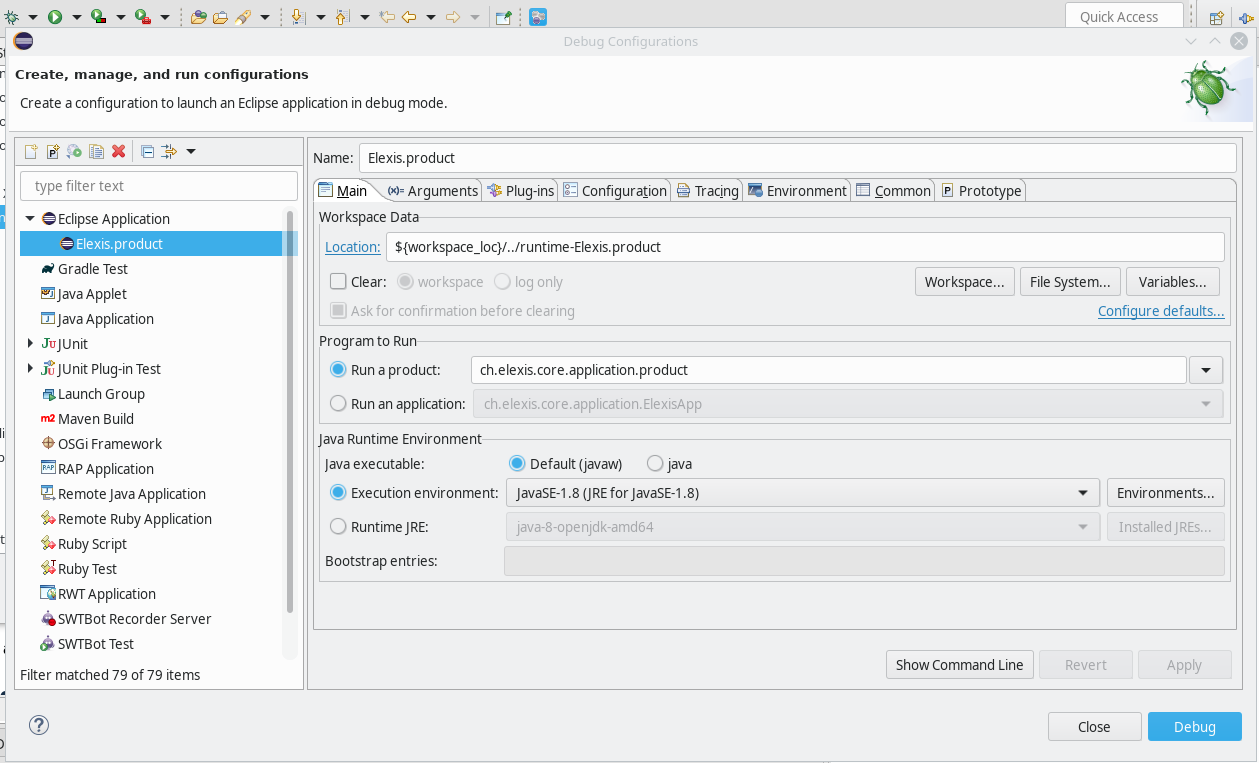 Quick Access
Debug Configurations
Create, manage, and run configurations
Create a configuration to launch an Eclipse application in debug mode.
type filter text
Eclipse Application
Elexis.product
Gradle Test
Java Applet
Java Application
JUnit
JUnit Plug-in Test
Launch Group
Maven Build
OSGi Framework
RAP Application
Remote Java Application
Remote Ruby Application
Ruby Script
Ruby Test
RWT Application
SWTBot Recorder Server
SWTBot Test
Filter matched 79 of 79 items
Name: Elexis.product
Main (x)= Arguments Plug-ins Configuration Tracing Environment Common Prototype
Workspace Data
Location: ${workspace_loc}/../runtime-Elexis.product
Clear: workspace log only Workspace... File System... Variables...
Ask for confirmation before clearing Configure defaults...
Program to Run
Run a product: ch.elexis.core.application.product
Run an application: ch.elexis.core.application.ElexisApp
Java Runtime Environment
Java executable: Default (javaw) java
Execution environment: JavaSE-1.8 (JRE for JavaSE-1.8) Environments...
Runtime JRE: java-8-openjdk-amd64 Installed JREs...
Bootstrap entries:
Show Command Line Revert Apply
Close Debug